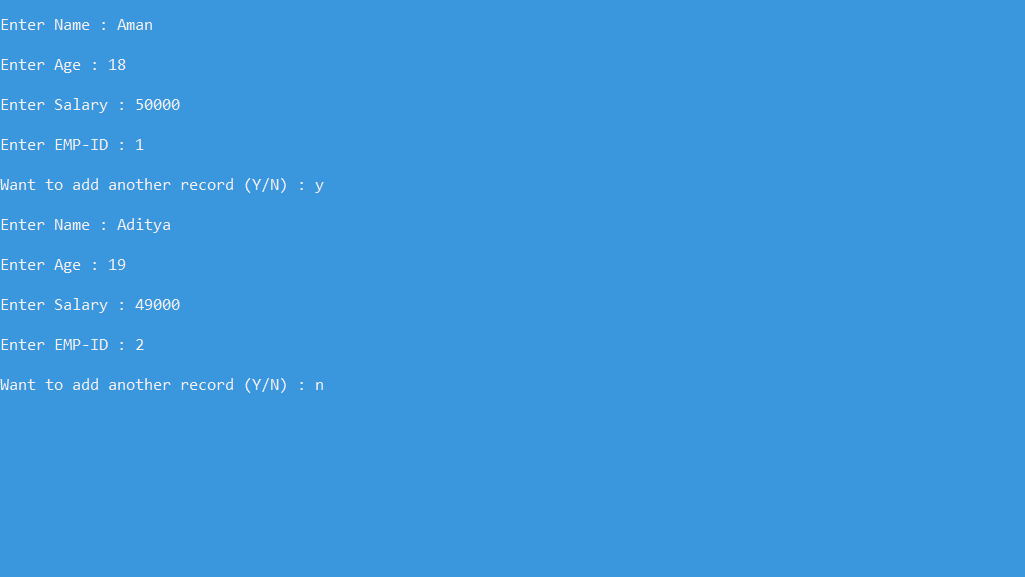 Enter Name : Aman
Enter Age : 18
Enter Salary : 50000
Enter EMP-ID : 1
Want to add another record (Y/N) : y
Enter Name : Aditya
Enter Age : 19
Enter Salary : 49000
Enter EMP-ID : 2
Want to add another record (Y/N) : n